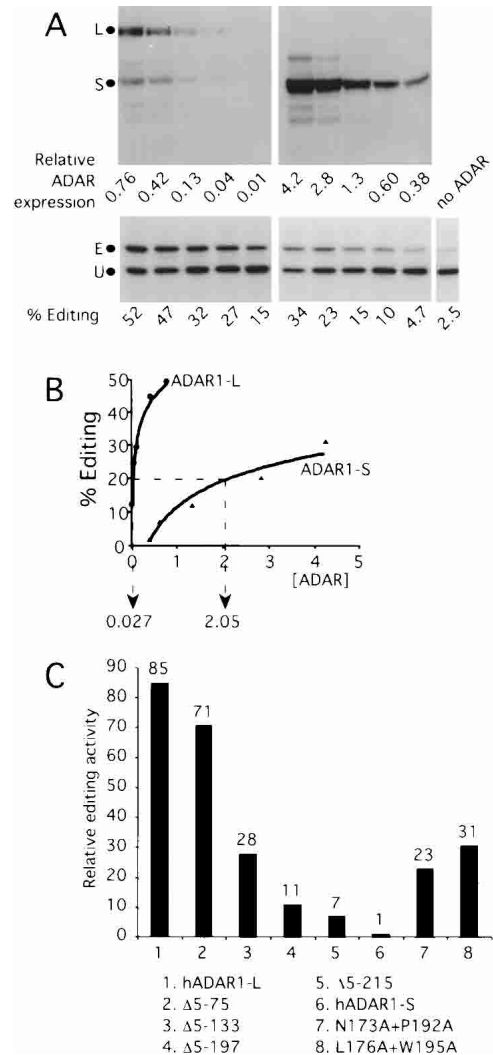 A
L●
S●
Relative
ADAR
expression
0.76 0.42 0.13 0.04 0.01 4.2 2.8 1.3 0.60 0.38 no ADAR
E●
U●
% Editing 52 47 32 27 15 34 23 15 10 4.7 2.5
B
50
40
30
20
10
0
% Editing
ADAR1-L
ADAR1-S
0 1 2 3 4 5
[ADAR]
0.027 2.05
C
Relative editing activity
90
80
70
60
50
40
30
20
10
0
85 71 28 11 7 1 23 31
1 2 3 4 5 6 7 8
1. hADAR1-L 5. \5-215
2. Δ5-75 6. hADAR1-S
3. Δ5-133 7. N173A+P192A
4. Δ5-197 8. L176A+W195A